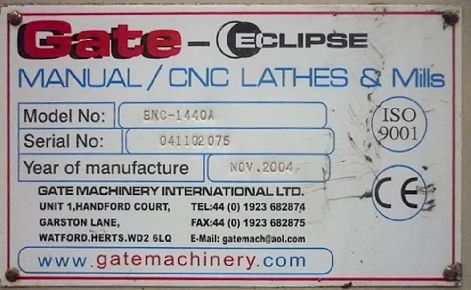 Gate-ECLIPSE
MANUAL/CNC LATHES & Mills
Model No: BNC-1440A
Serial No: 041102075
Year of manufacture NOV.2004
ISO
9001
GATE MACHINERY INTERNATIONAL LTD.
UNIT 1,HANDFORD COURT, TEL:44 (0) 1923 682874
GARSTON LANE, FAX:44 (0) 1923 682875
WATFORD.HERTS.WD2 6LQ E-Mail: gatemach@aol.com
CE
www.gatemachinery.com